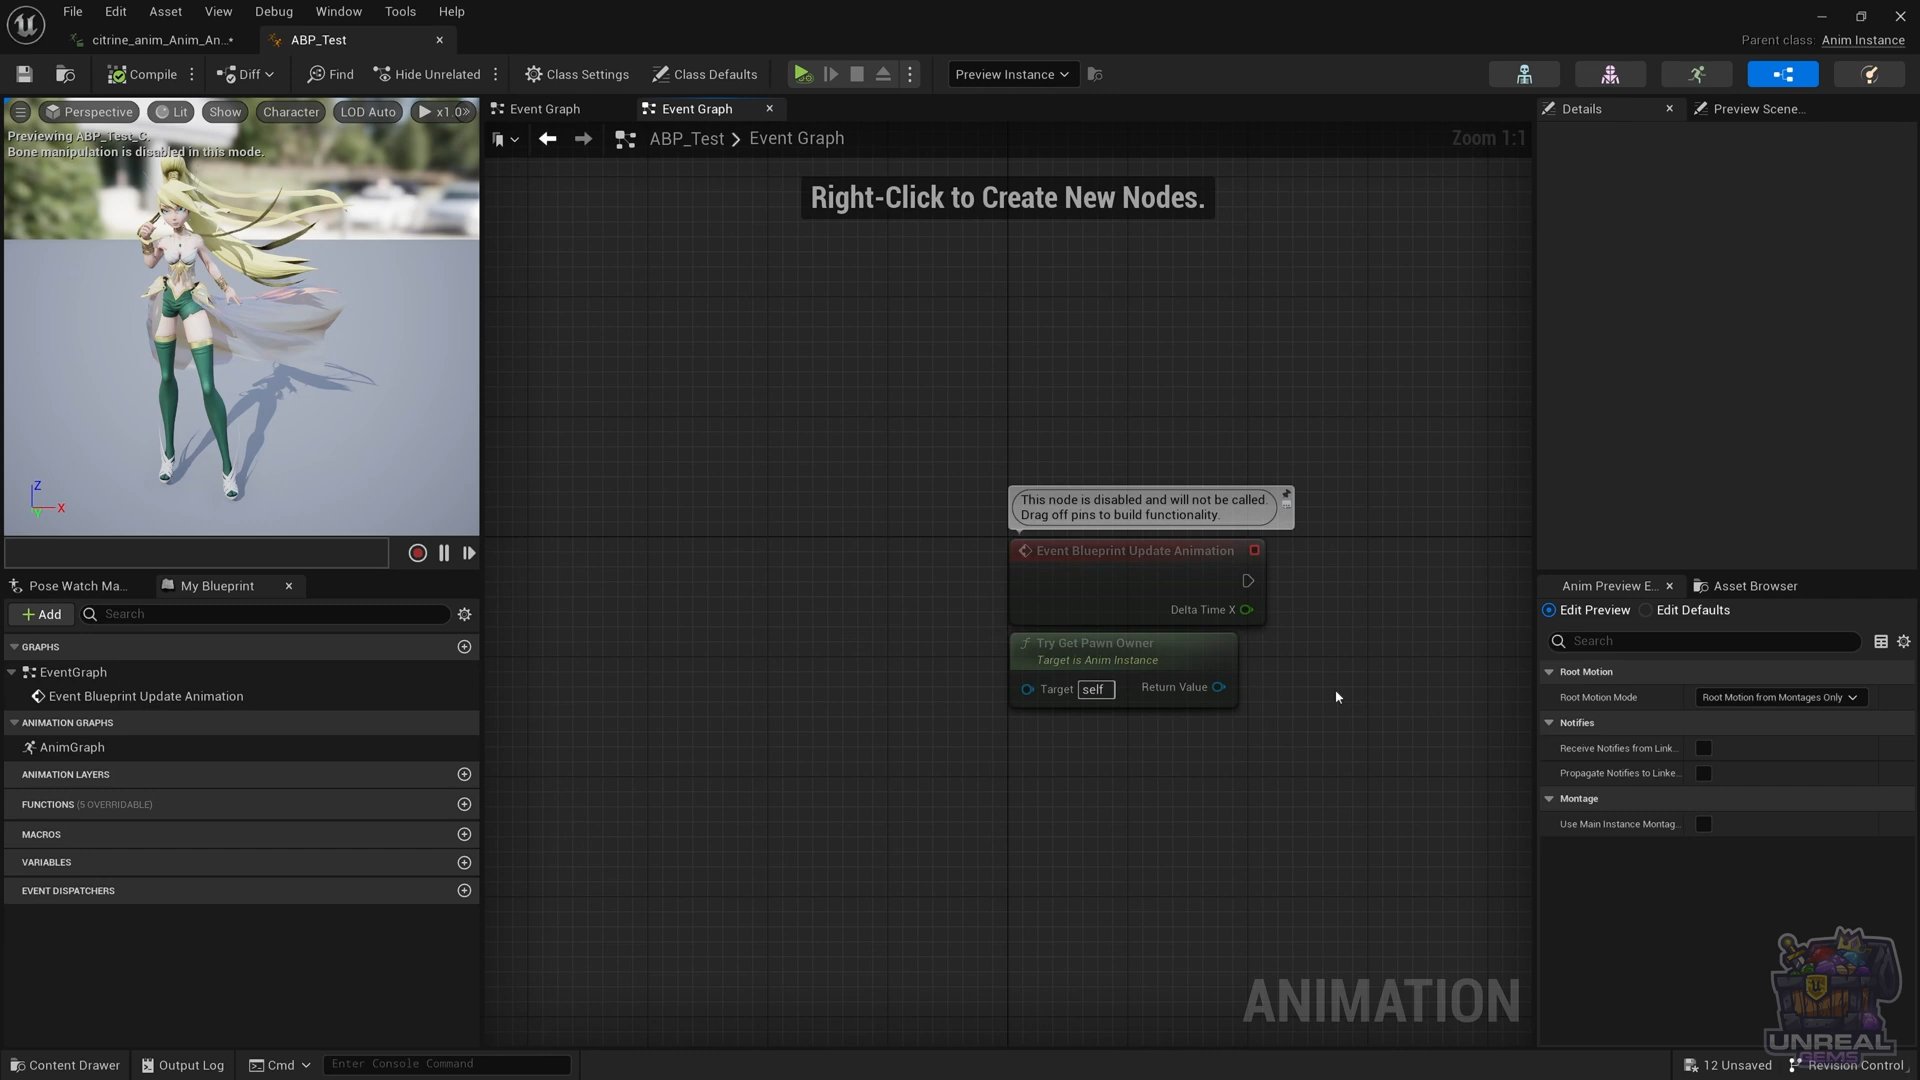 File Edit Asset View Debug Window Tools Help
citrine_anim_Anim_An...*
ABP_Test
Parent class: Anim Instance
Compile
Diff
Find
Hide Unrelated
Class Settings
Class Defaults
Preview Instance
Perspective
Lit
Show
Character
LOD Auto
x1.0
Previewing ABP_Test_C.
Bone manipulation is disabled in this mode.
Z
X
Y
Event Graph
Event Graph
ABP_Test > Event Graph
Zoom 1:1
Right-Click to Create New Nodes.
This node is disabled and will not be called.
Drag off pins to build functionality.
Event Blueprint Update Animation
Delta Time X
Try Get Pawn Owner
Target is Anim Instance
Target self Return Value
ANIMATION
Pose Watch Ma...
My Blueprint
Add
Search
GRAPHS
EventGraph
Event Blueprint Update Animation
ANIMATION GRAPHS
AnimGraph
ANIMATION LAYERS
FUNCTIONS (5 OVERRIDABLE)
MACROS
VARIABLES
EVENT DISPATCHERS
Details
Preview Scene...
Anim Preview E...
Asset Browser
Edit Preview
Edit Defaults
Search
Root Motion
Root Motion Mode Root Motion from Montages Only
Notifies
Receive Notifies from Link...
Propagate Notifies to Linke...
Montage
Use Main Instance Montag...
UNREAL
GEMS
Content Drawer
Output Log
Cmd
Enter Console Command
12 Unsaved
Revision Control